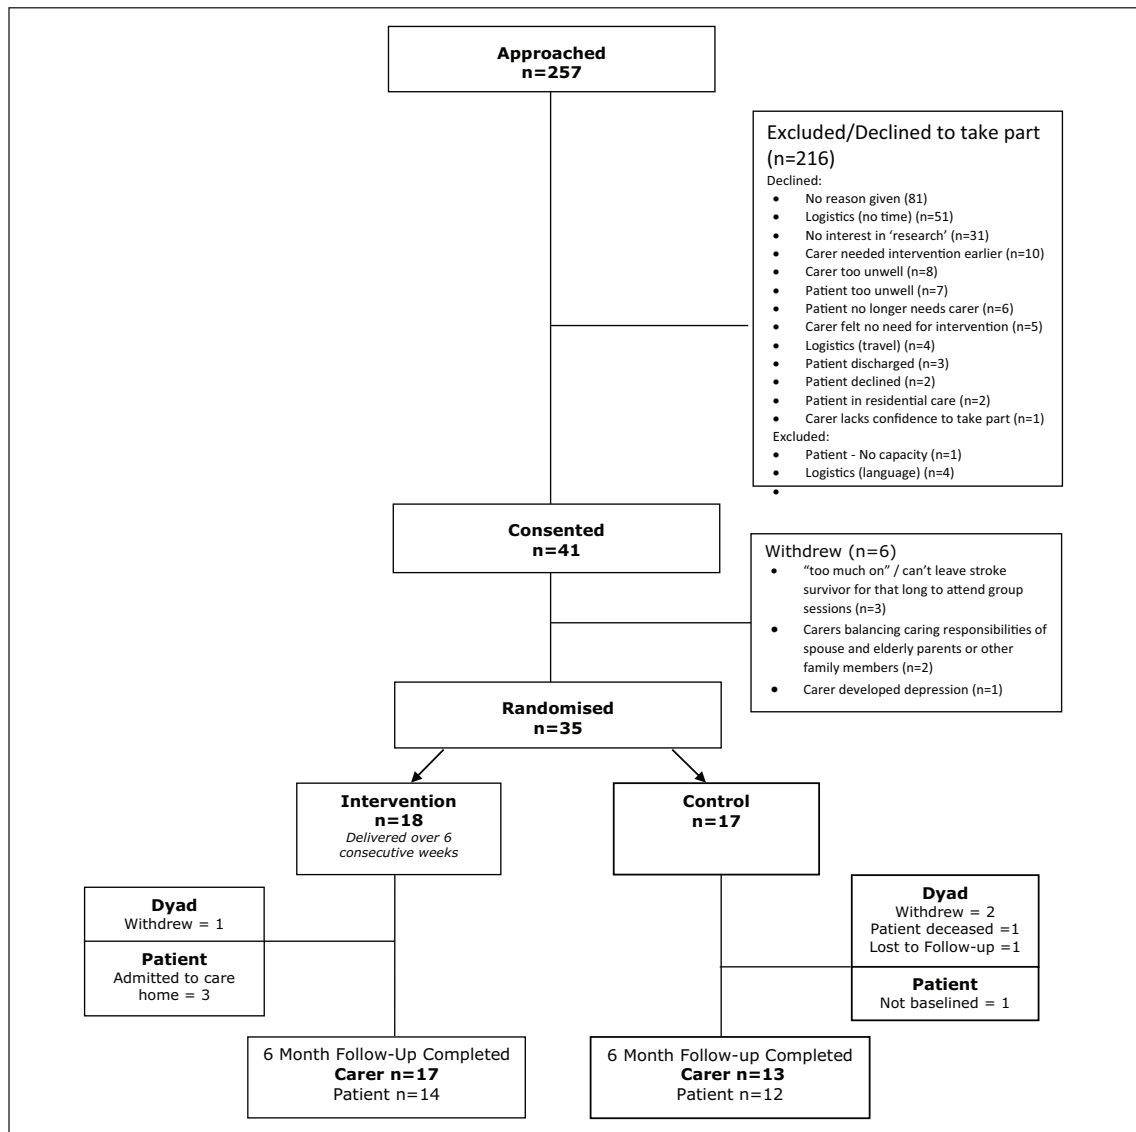 Approached
n=257
Excluded/Declined to take part
(n=216)
Declined:
• No reason given (81)
• Logistics (no time) (n=51)
• No interest in ‘research’ (n=31)
• Carer needed intervention earlier (n=10)
• Carer too unwell (n=8)
• Patient too unwell (n=7)
• Patient no longer needs carer (n=6)
• Carer felt no need for intervention (n=5)
• Logistics (travel) (n=4)
• Patient discharged (n=3)
• Patient declined (n=2)
• Patient in residential care (n=2)
• Carer lacks confidence to take part (n=1)
Excluded:
• Patient - No capacity (n=1)
• Logistics (language) (n=4)
•
Consented
n=41
Withdrew (n=6)
• “too much on” / can’t leave stroke
survivor for that long to attend group
sessions (n=3)
• Carers balancing caring responsibilities of
spouse and elderly parents or other
family members (n=2)
• Carer developed depression (n=1)
Randomised
n=35
Intervention
n=18
Delivered over 6
consecutive weeks
Control
n=17
Dyad
Withdrew = 1
Patient
Admitted to care
home = 3
Dyad
Withdrew = 2
Patient deceased =1
Lost to Follow-up =1
Patient
Not baselined = 1
6 Month Follow-Up Completed
Carer n=17
Patient n=14
6 Month Follow-up Completed
Carer n=13
Patient n=12